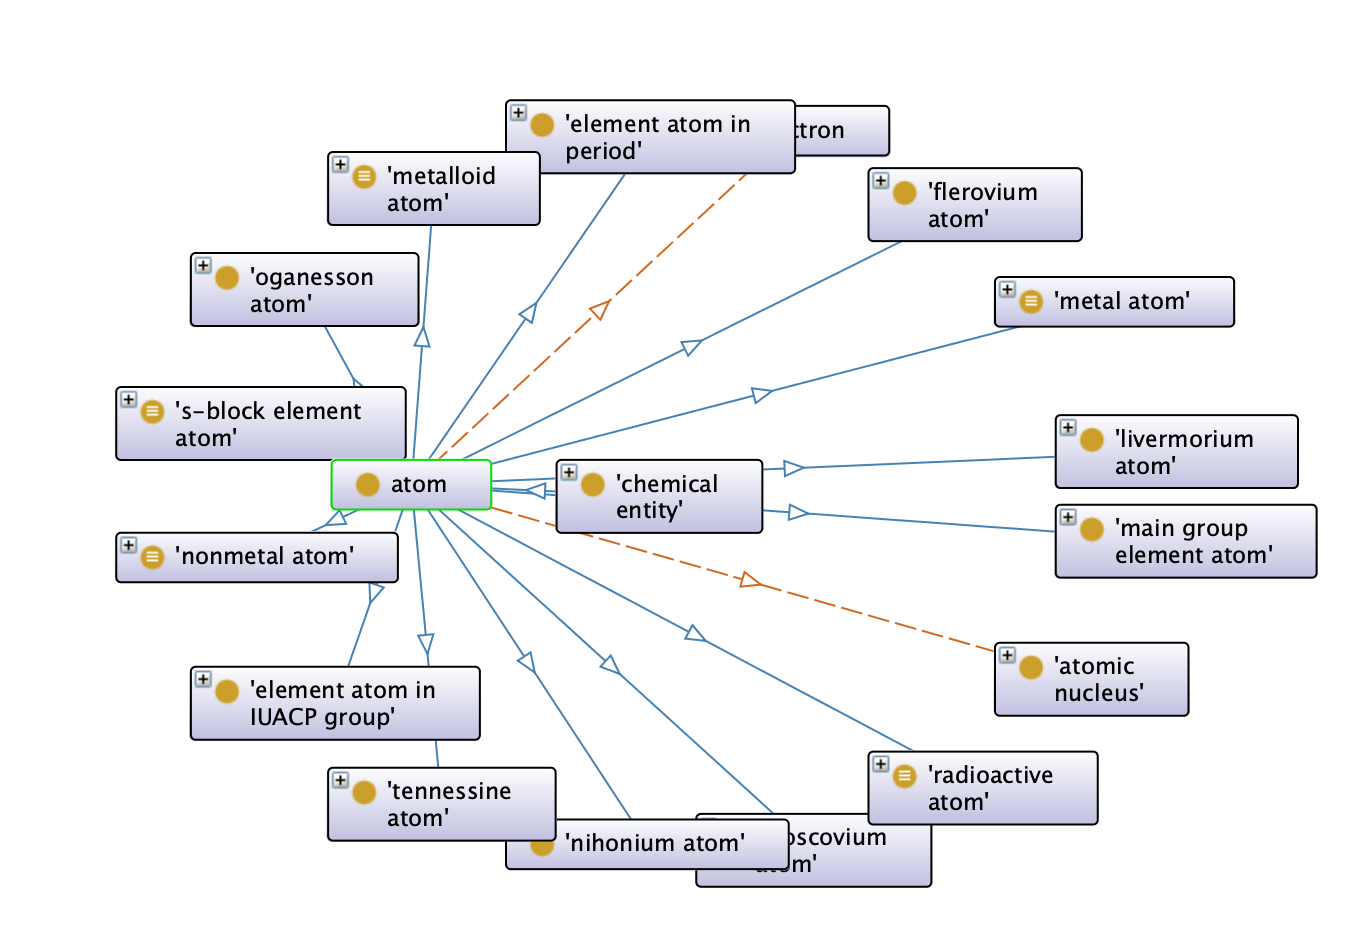 'element atom in
period'
'metalloid
atom'
'flerovium
atom'
'oganesson
atom'
'metal atom'
's-block element
atom'
'livermorium
atom'
atom
'chemical
entity'
'main group
element atom'
'nonmetal atom'
'atomic
nucleus'
'element atom in
IUACP group'
'radioactive
atom'
'tennessine
atom'
'nihonium atom'